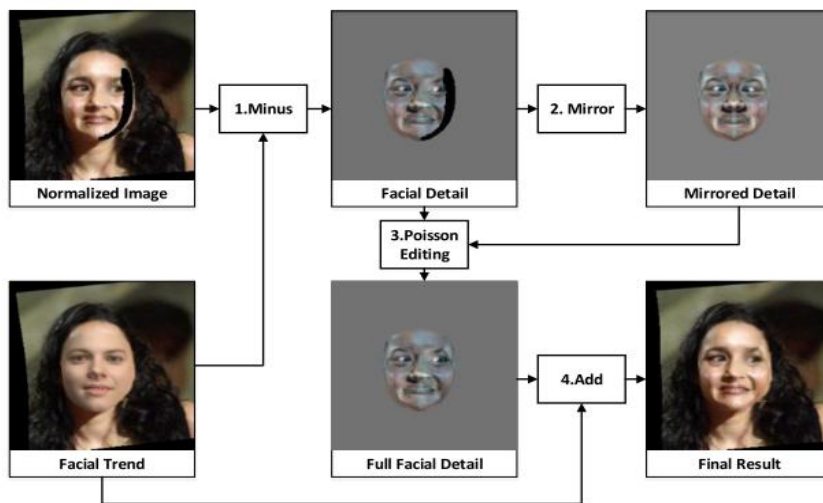 1.Minus
2. Mirror
Normalized Image
Facial Detail
Mirrored Detail
3.Poisson
Editing
4.Add
Facial Trend
Full Facial Detail
Final Result